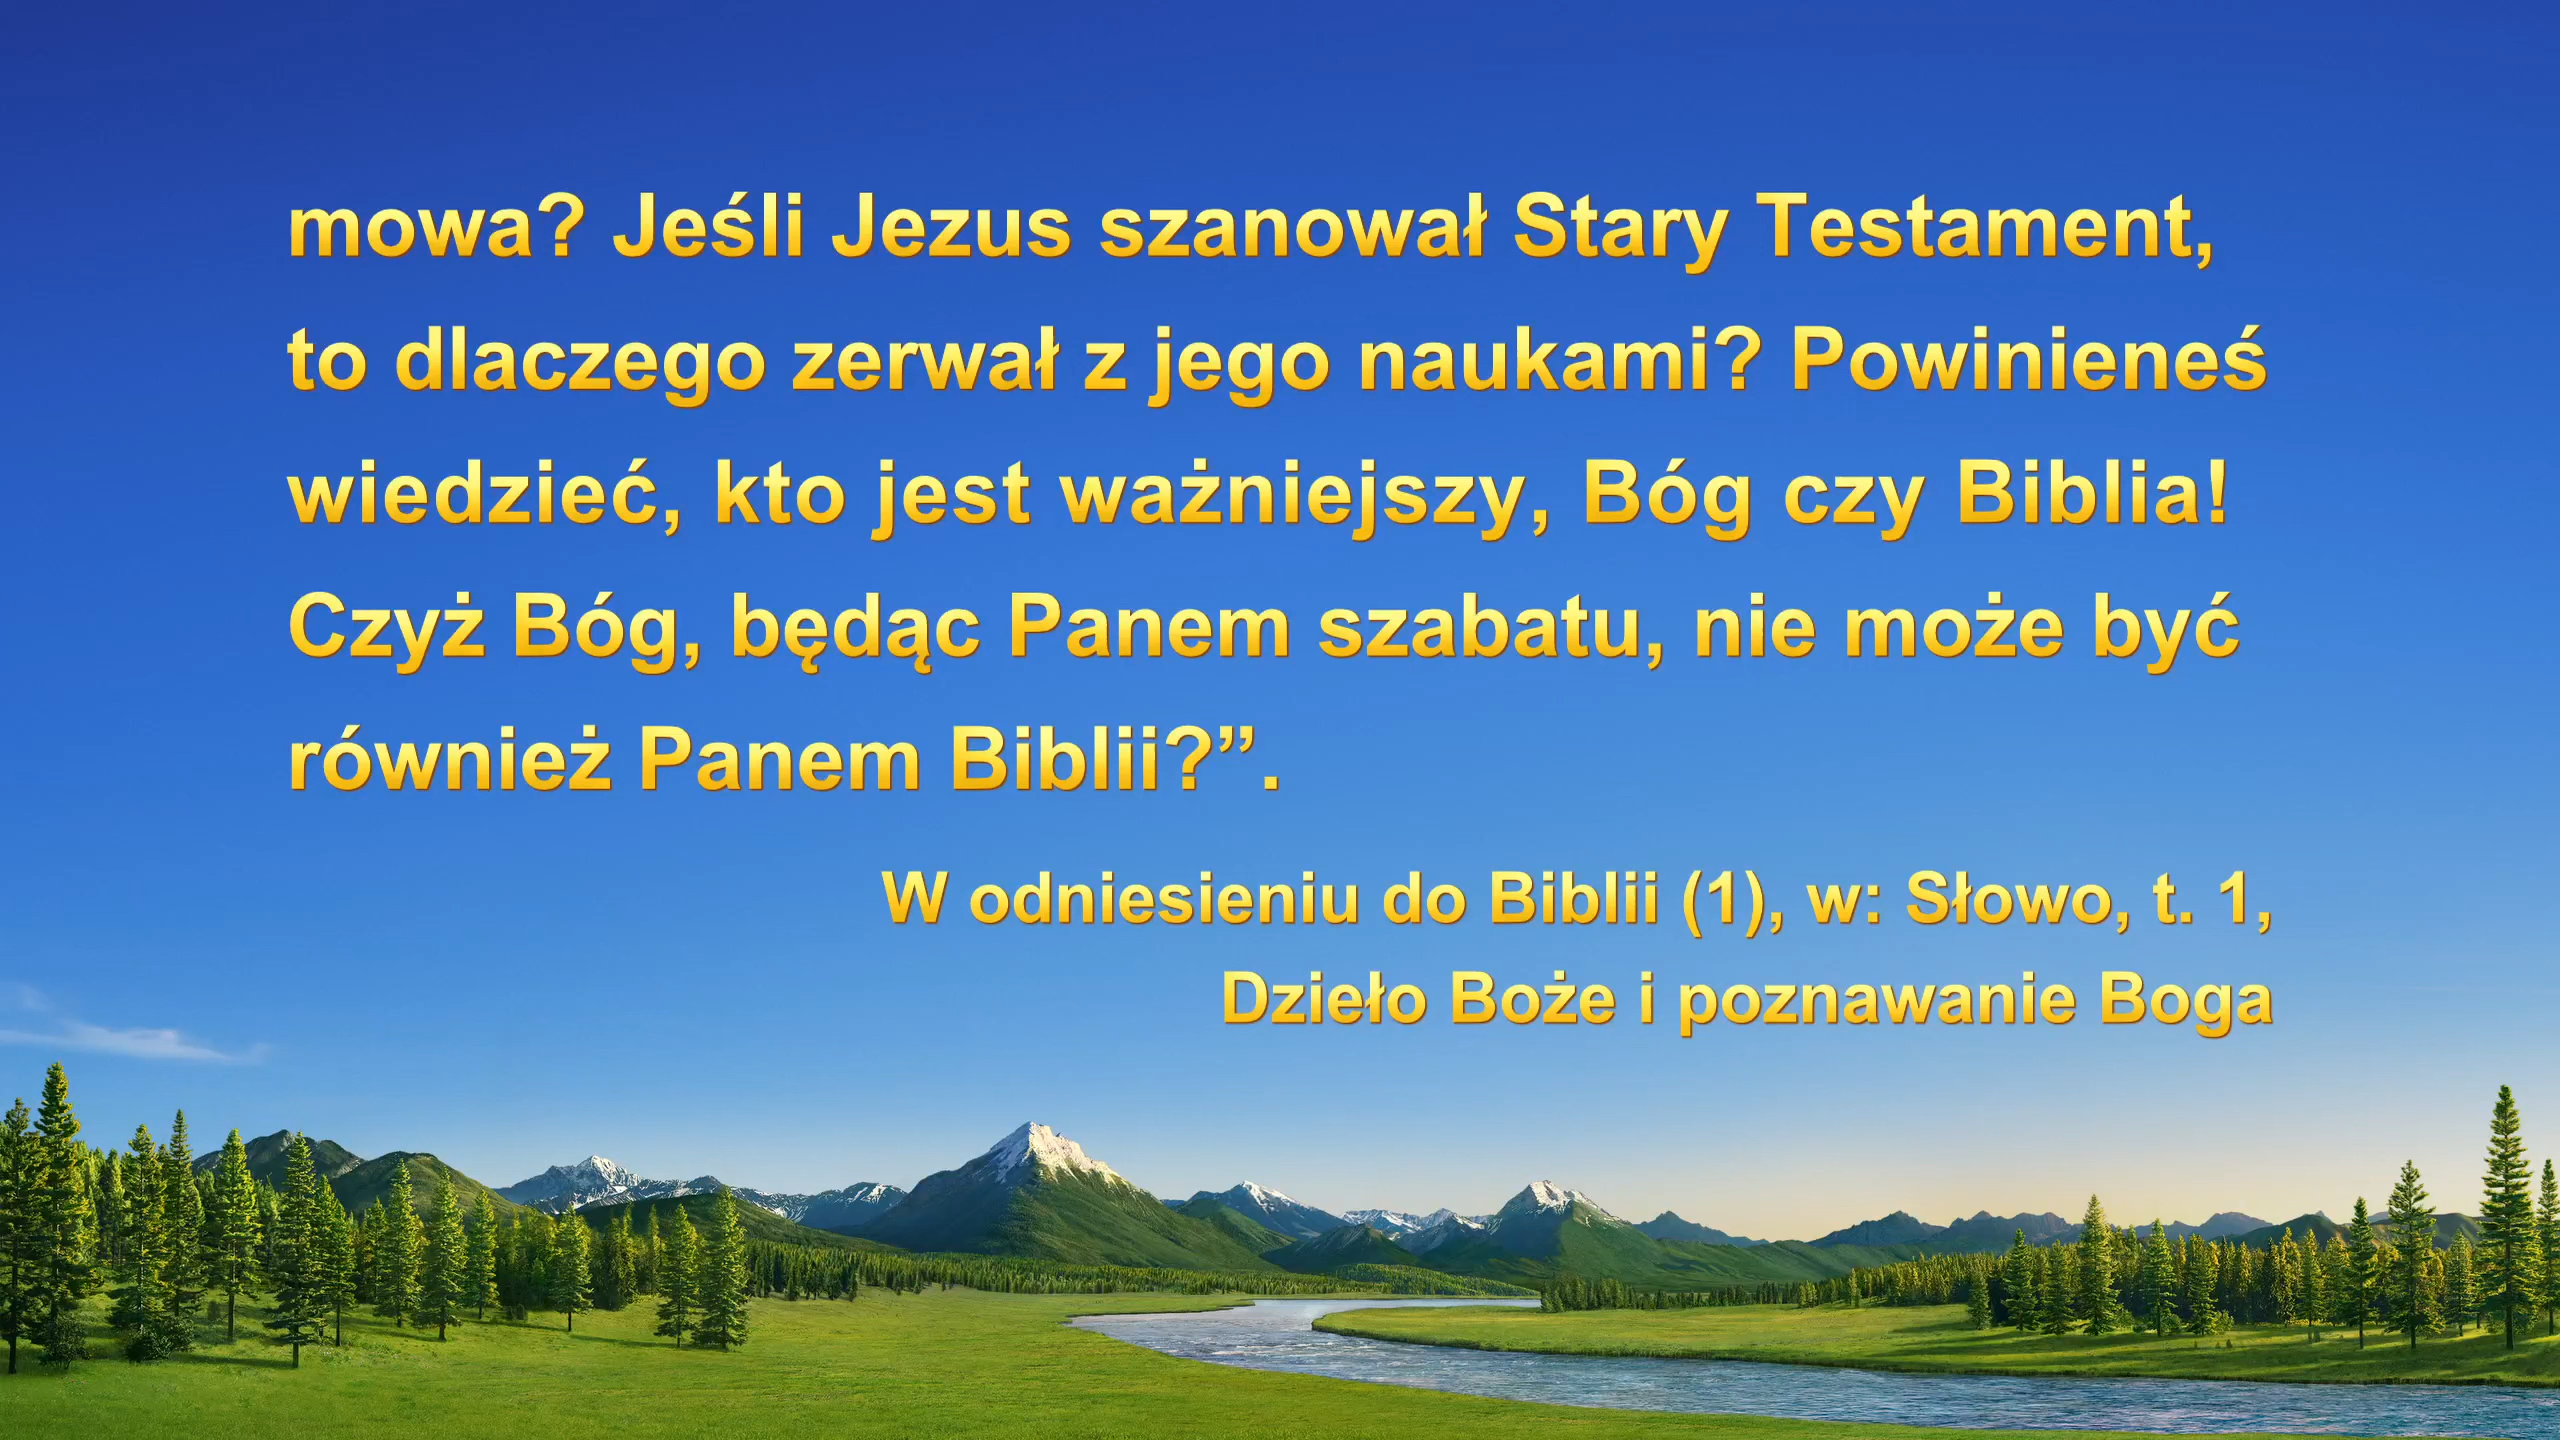 mowa? Jeśli Jezus szanował Stary Testament,
to dlaczego zerwał z jego naukami? Powinieneś
wiedzieć, kto jest ważniejszy, Bóg czy Biblia!
Czyż Bóg, będąc Panem szabatu, nie może być
również Panem Biblii?”.
W odniesieniu do Biblii (1), w: Słowo, t. 1,
Dzieło Boże i poznawanie Boga